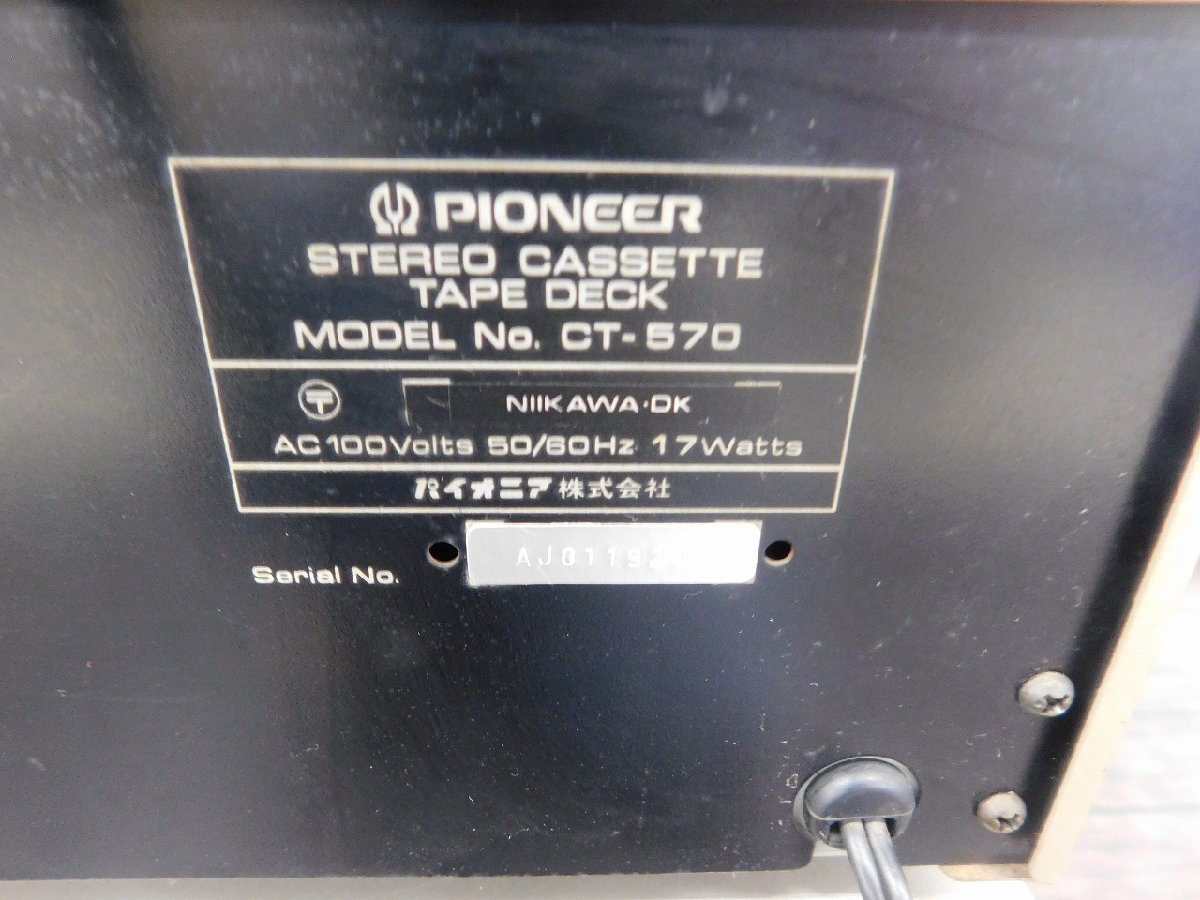 PIONEER
STEREO CASSETTE
TAPE DECK
MODEL No. CT-570
〒
NIIKAWA·DK
AC100Volts 50/60Hz 17Watts
パイオニア株式会社
Serial No.